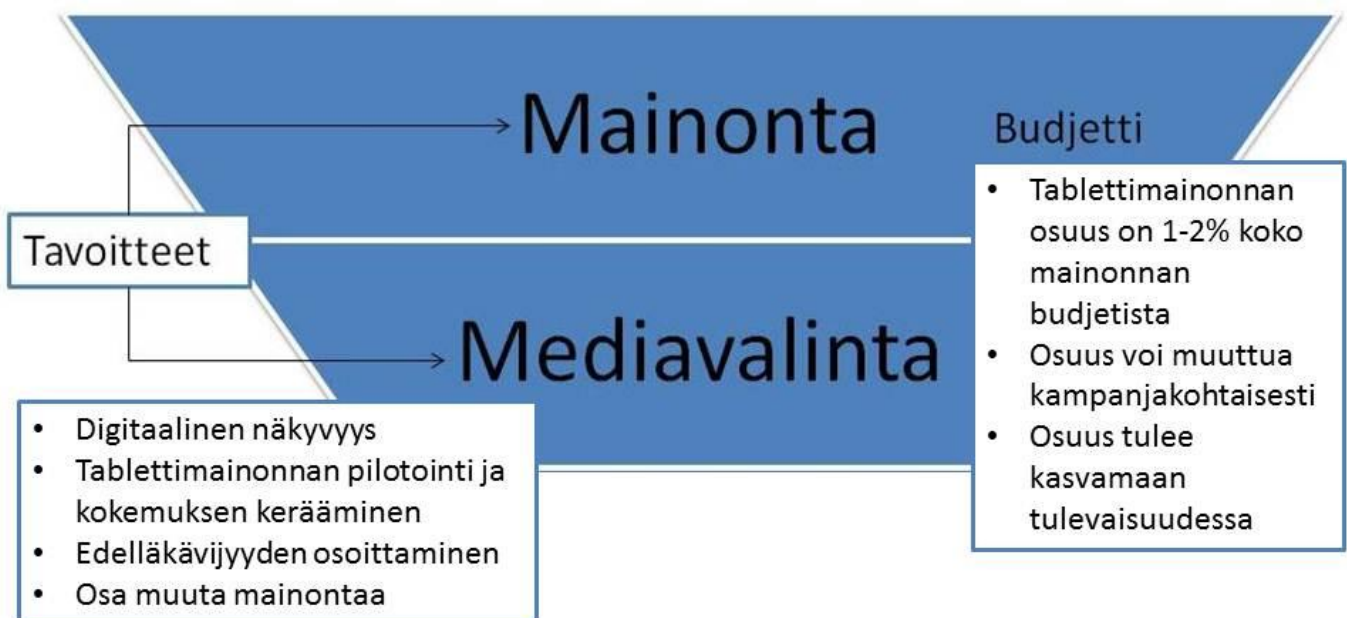 Mainonta
Budjetti
• Tablettimainonnan
osuus on 1-2% koko
mainonnan
budjetista
• Osuus voi muuttua
kampanjakohtaisesti
• Osuus tulee
kasvamaan
tulevaisuudessa
Tavoitteet
Mediavalinta
• Digitaalinen näkyvyys
• Tablettimainonnan pilotointi ja
kokemuksen kerääminen
• Edelläkävijyyden osoittaminen
• Osa muuta mainontaa